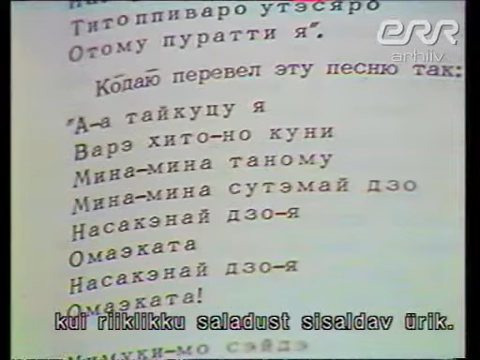 Титоппиваро утэсяро
Отому пуратти я".
Кодаю перевел эту песню так:
"А-а тайкуцу я
Варэ хито-но куни
Мина-мина таному
Мина-мина сутэмай дзо
Насакэнай дзо-я
Омаэката
Насакэнай дзо-я
Омаэката!
kui riiklikku saladust sisaldav ürik.
err
arhiiv